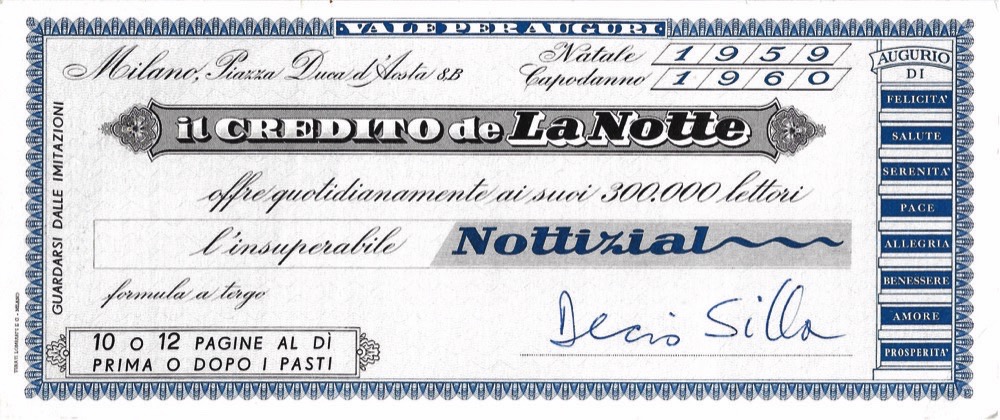 VALE PER AUGURI
Milano, Piazza Duca d'Aosta 8.B
Natale 1959
Capodanno 1960
il CREDITO de La Notte
offre quotidianamente ai suoi 300.000 lettori
l'insuperabile Nottizial
formula a tergo
10 O 12 PAGINE AL DÌ
PRIMA O DOPO I PASTI
Decio Silla
GUARDARSI DALLE IMITAZIONI
AUGURIO
DI
FELICITA'
SALUTE
SERENITA'
PACE
ALLEGRIA
BENESSERE
AMORE
PROSPERITA'